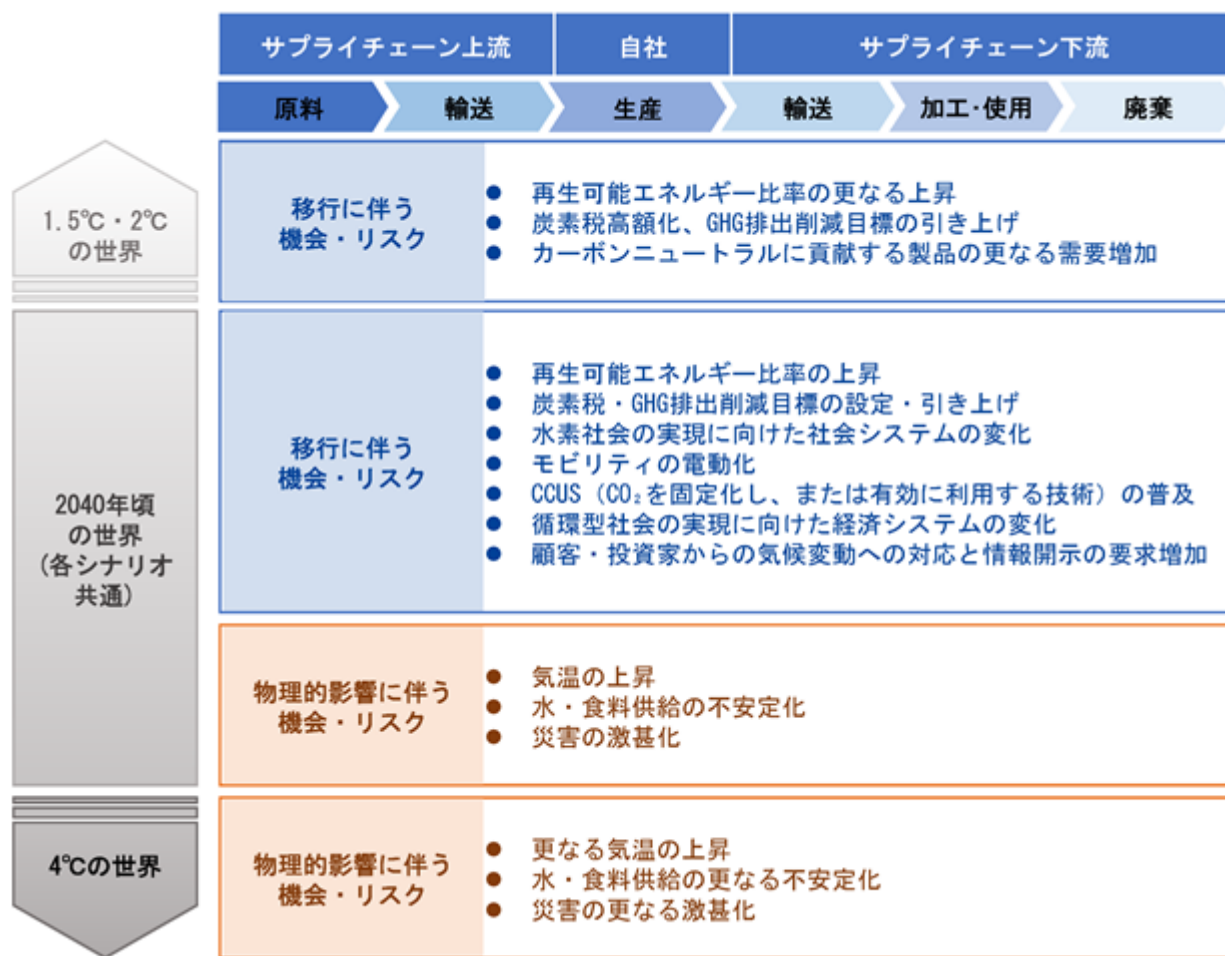 サプライチェーン上流
自社
サプライチェーン下流
原料
輸送
生産
輸送
加工・使用
廃棄
1.5℃・2℃
の世界
移行に伴う
機会・リスク
● 再生可能エネルギー比率の更なる上昇
● 炭素税高額化、GHG排出削減目標の引き上げ
● カーボンニュートラルに貢献する製品の更なる需要増加
2040年頃
の世界
(各シナリオ
共通)
移行に伴う
機会・リスク
● 再生可能エネルギー比率の上昇
● 炭素税・GHG排出削減目標の設定・引き上げ
● 水素社会の実現に向けた社会システムの変化
● モビリティの電動化
● CCUS（CO₂を固定化し、または有効に利用する技術）の普及
● 循環型社会の実現に向けた経済システムの変化
● 顧客・投資家からの気候変動への対応と情報開示の要求増加
物理的影響に伴う
機会・リスク
● 気温の上昇
● 水・食料供給の不安定化
● 災害の激甚化
4℃の世界
物理的影響に伴う
機会・リスク
● 更なる気温の上昇
● 水・食料供給の更なる不安定化
● 災害の更なる激甚化